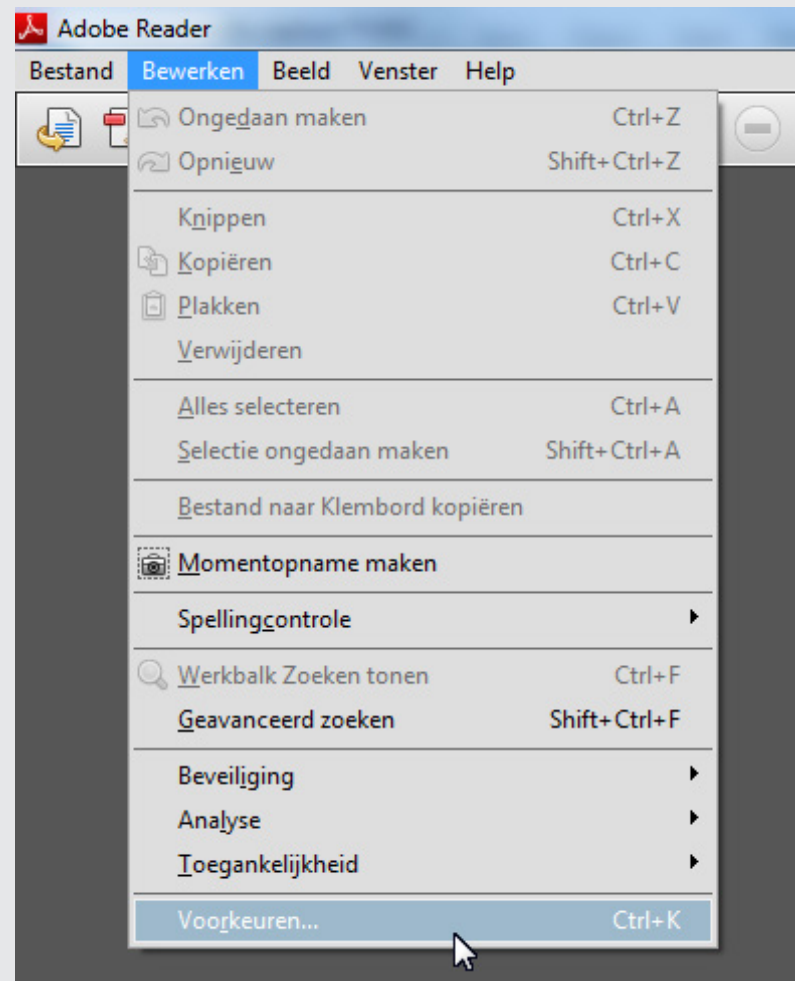 Adobe Reader
Bestand Bewerken Beeld Venster Help
Ongedaan maken Ctrl+Z
Opnieuw Shift+Ctrl+Z
Knippen Ctrl+X
Kopiëren Ctrl+C
Plakken Ctrl+V
Verwijderen
Alles selecteren Ctrl+A
Selectie ongedaan maken Shift+Ctrl+A
Bestand naar Klembord kopiëren
Momentopname maken
Spellingcontrole
Werkbalk Zoeken tonen Ctrl+F
Geavanceerd zoeken Shift+Ctrl+F
Beveiliging
Analyse
Toegankelijkheid
Voorkeuren... Ctrl+K